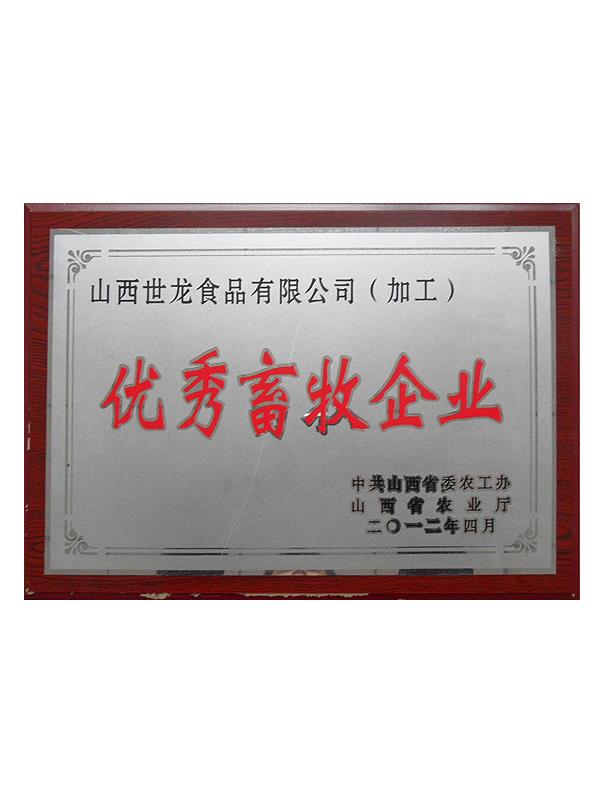 山西世龙食品有限公司（加工）
优秀畜牧企业
中共山西省委农工办
山西省农业厅
二〇一二年四月